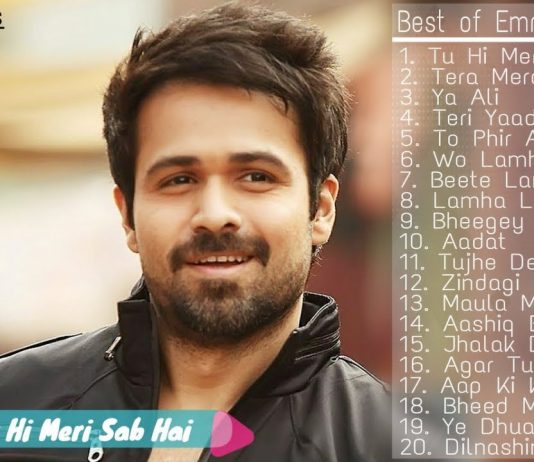 Best of Emr
1. Tu Hi Mer
2. Tera Mera
3. Ya Ali
4. Teri Yaad
5. To Phir A
6. Wo Lamh
7. Beete La
8. Lamha L
9. Bheegey
10. Aadat
11. Tujhe De
12. Zindagi
13. Maula M
14. Aashiq B
15. Jhalak D
16. Agar Tu
17. Aap Ki K
18. Bheed M
19. Ye Dhua
20. Dilnashin
Hi Meri Sab Hai